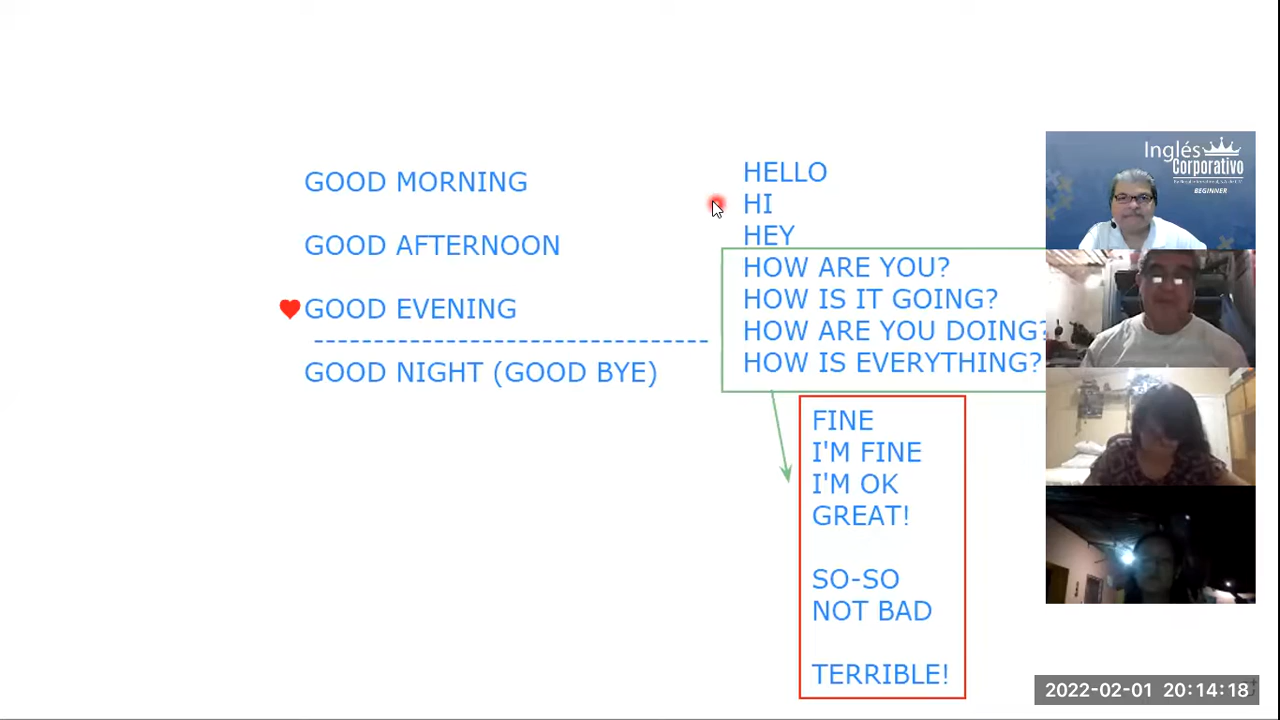 GOOD MORNING
GOOD AFTERNOON
GOOD EVENING
---------------------------------
GOOD NIGHT (GOOD BYE)
HELLO
HI
HEY
HOW ARE YOU?
HOW IS IT GOING?
HOW ARE YOU DOING?
HOW IS EVERYTHING?
FINE
I'M FINE
I'M OK
GREAT!
SO-SO
NOT BAD
TERRIBLE!
Inglés
Corporativo
BEGINNER
2022-02-01 20:14:18